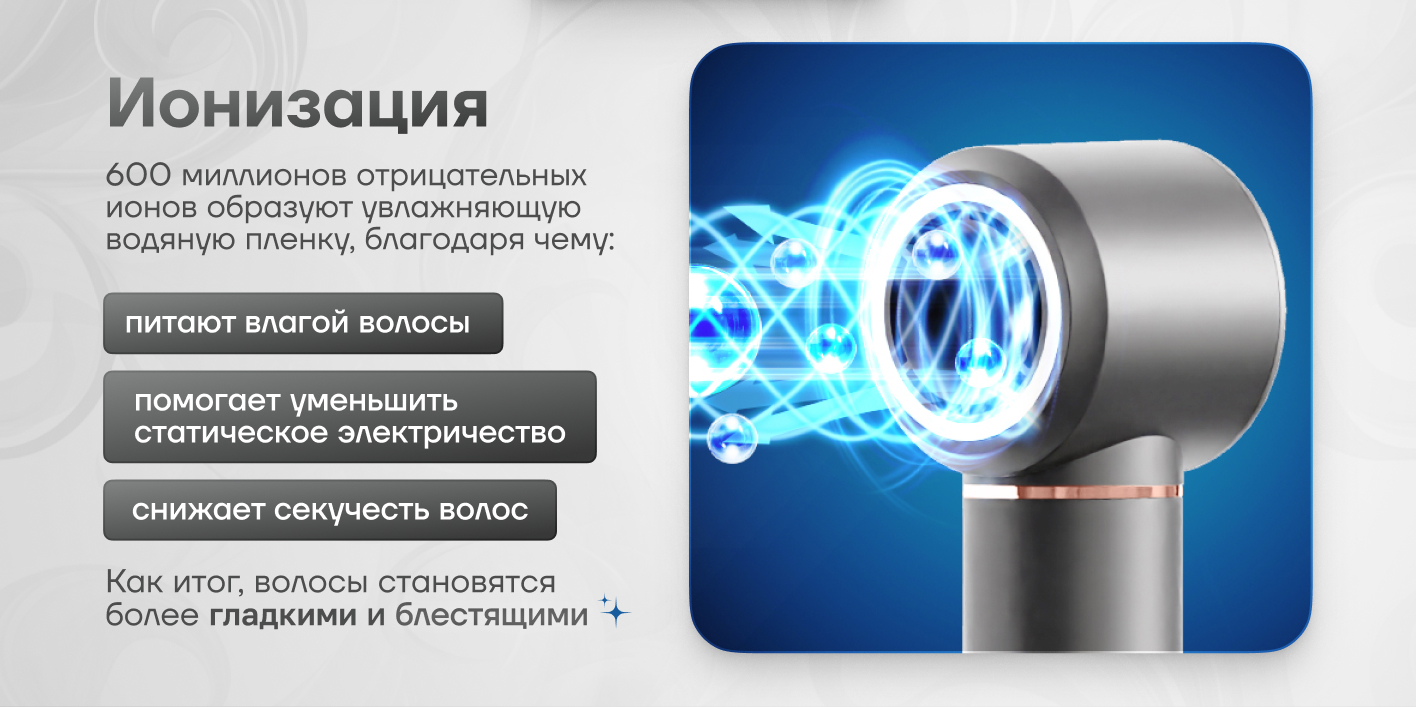 Ионизация
600 миллионов отрицательных
ионов образуют увлажняющую
водяную пленку, благодаря чему:
питают влагой волосы
помогает уменьшить
статическое электричество
снижает секучесть волос
Как итог, волосы становятся
более гладкими и блестящими